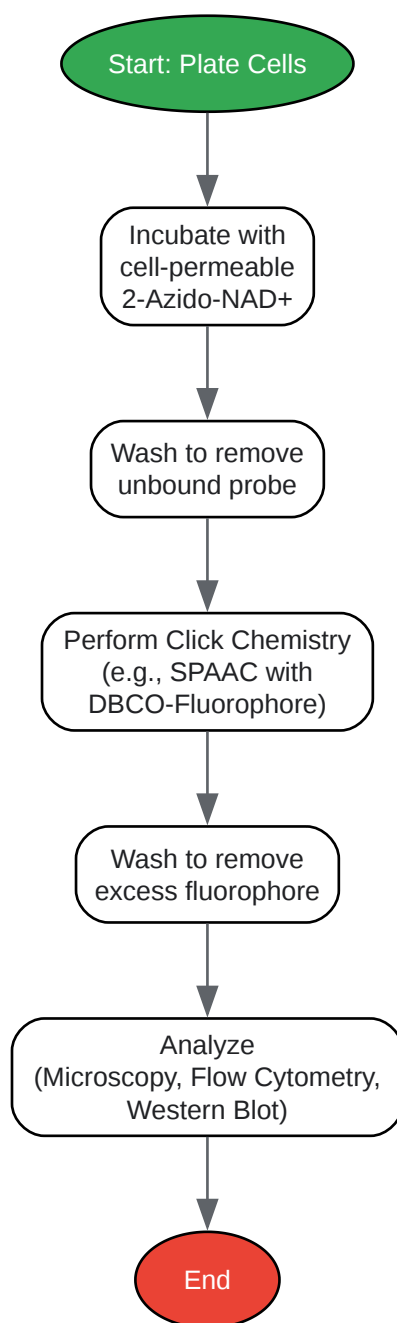 Start: Plate Cells
Incubate with
cell-permeable
2-Azido-NAD+
Wash to remove
unbound probe
Perform Click Chemistry
(e.g., SPAAC with
DBCO-Fluorophore)
Wash to remove
excess fluorophore
Analyze
(Microscopy, Flow Cytometry,
Western Blot)
End